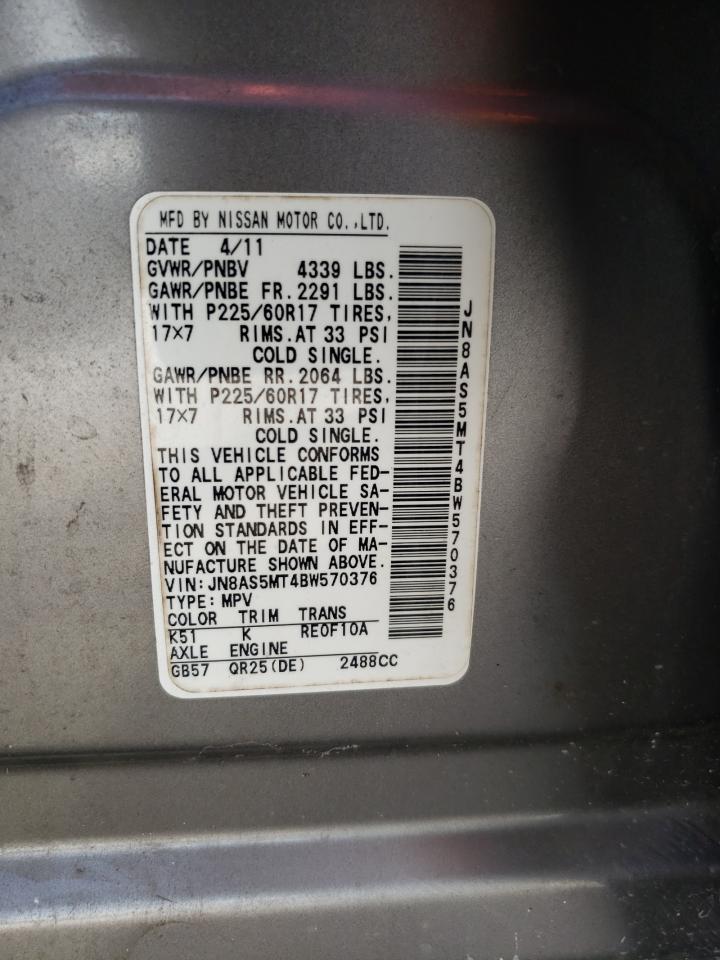 MFD BY NISSAN MOTOR CO.,LTD.
DATE 4/11
GVWR/PNBV 4339 LBS.
GAWR/PNBE FR.2291 LBS.
WITH P225/60R17 TIRES,
17×7 RIMS.AT 33 PSI
COLD SINGLE.
GAWR/PNBE RR.2064 LBS.
WITH P225/60R17 TIRES,
17×7 RIMS.AT 33 PSI
COLD SINGLE.
THIS VEHICLE CONFORMS
TO ALL APPLICABLE FED-
ERAL MOTOR VEHICLE SA-
FETY AND THEFT PREVEN-
TION STANDARDS IN EFF-
ECT ON THE DATE OF MA-
NUFACTURE SHOWN ABOVE.
VIN:JN8AS5MT4BW570376
TYPE:MPV
COLOR TRIM TRANS
K51 K RE0F10A
AXLE ENGINE
GB57 QR25(DE) 2488CC
JN8AS5MT4BW570376